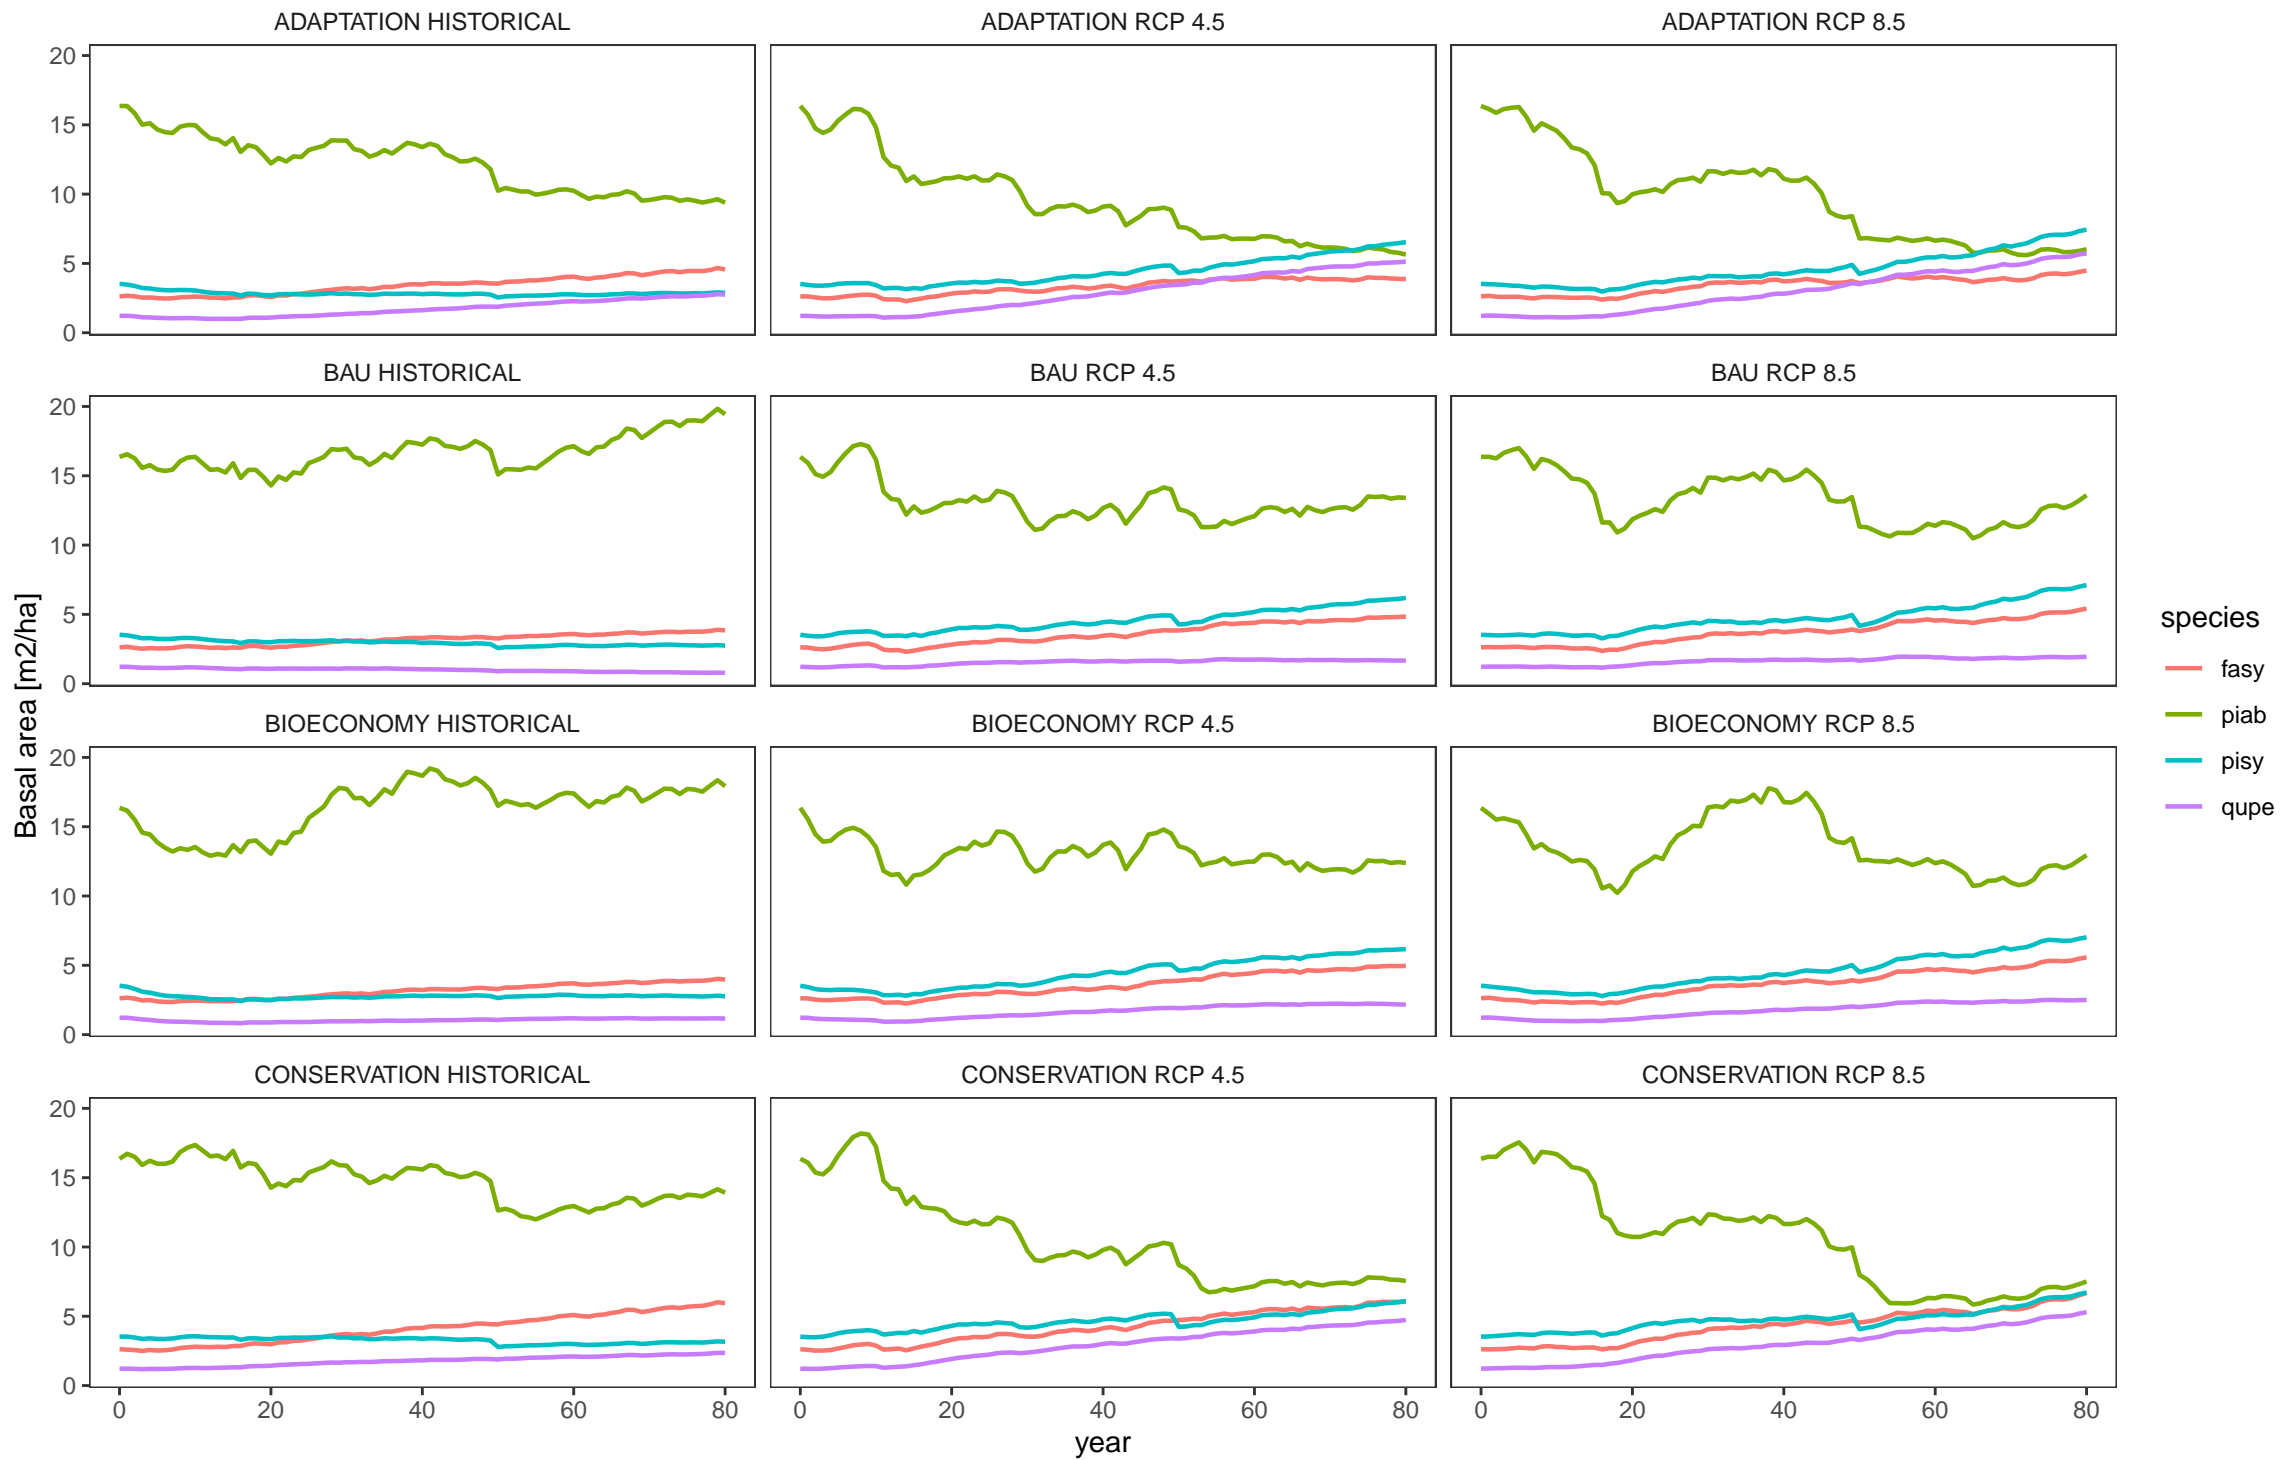 ADAPTATION HISTORICAL
ADAPTATION RCP 4.5
ADAPTATION RCP 8.5
20
15
10
5
0
BAU HISTORICAL
BAU RCP 4.5
BAU RCP 8.5
20
15
10
5
0
BIOECONOMY HISTORICAL
BIOECONOMY RCP 4.5
BIOECONOMY RCP 8.5
20
15
10
5
0
CONSERVATION HISTORICAL
CONSERVATION RCP 4.5
CONSERVATION RCP 8.5
20
15
10
5
0
0 20 40 60 80
0 20 40 60 80
0 20 40 60 80
year
Basal area [m2/ha]
species
fasy
piab
pisy
qupe